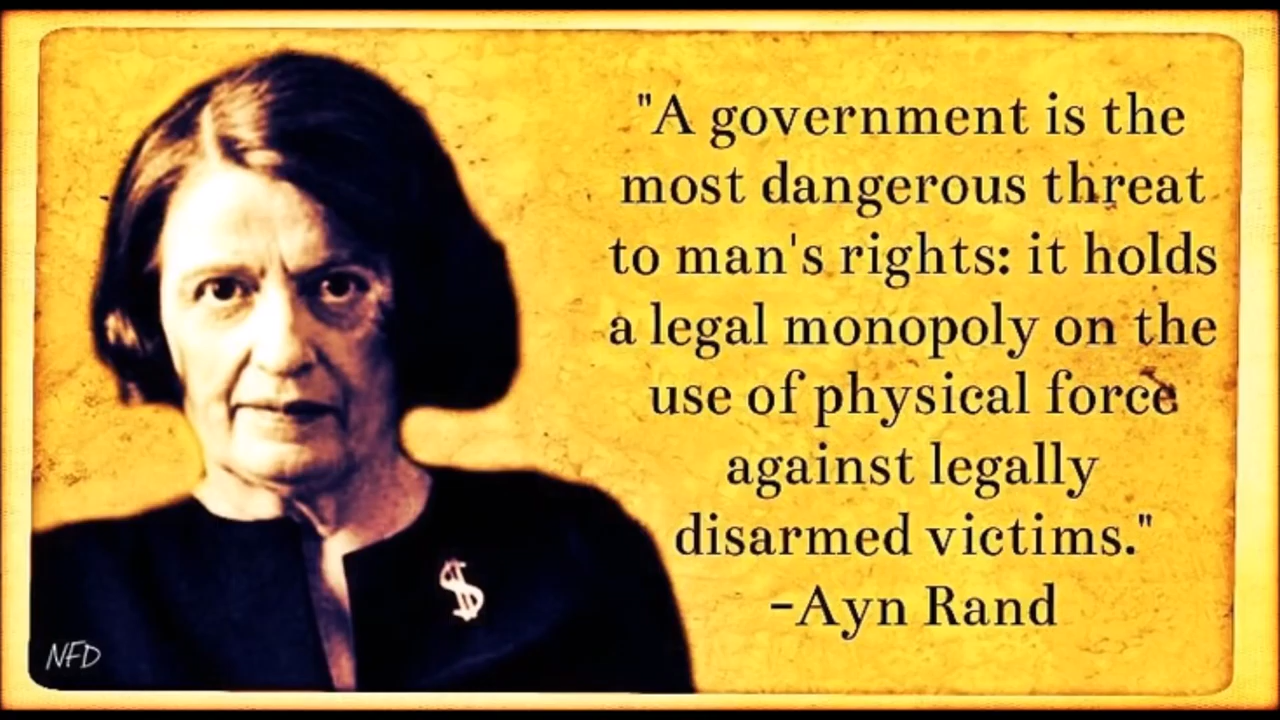 "A government is the
most dangerous threat
to man's rights: it holds
a legal monopoly on the
use of physical force
against legally
disarmed victims."
-Ayn Rand
$
NFD